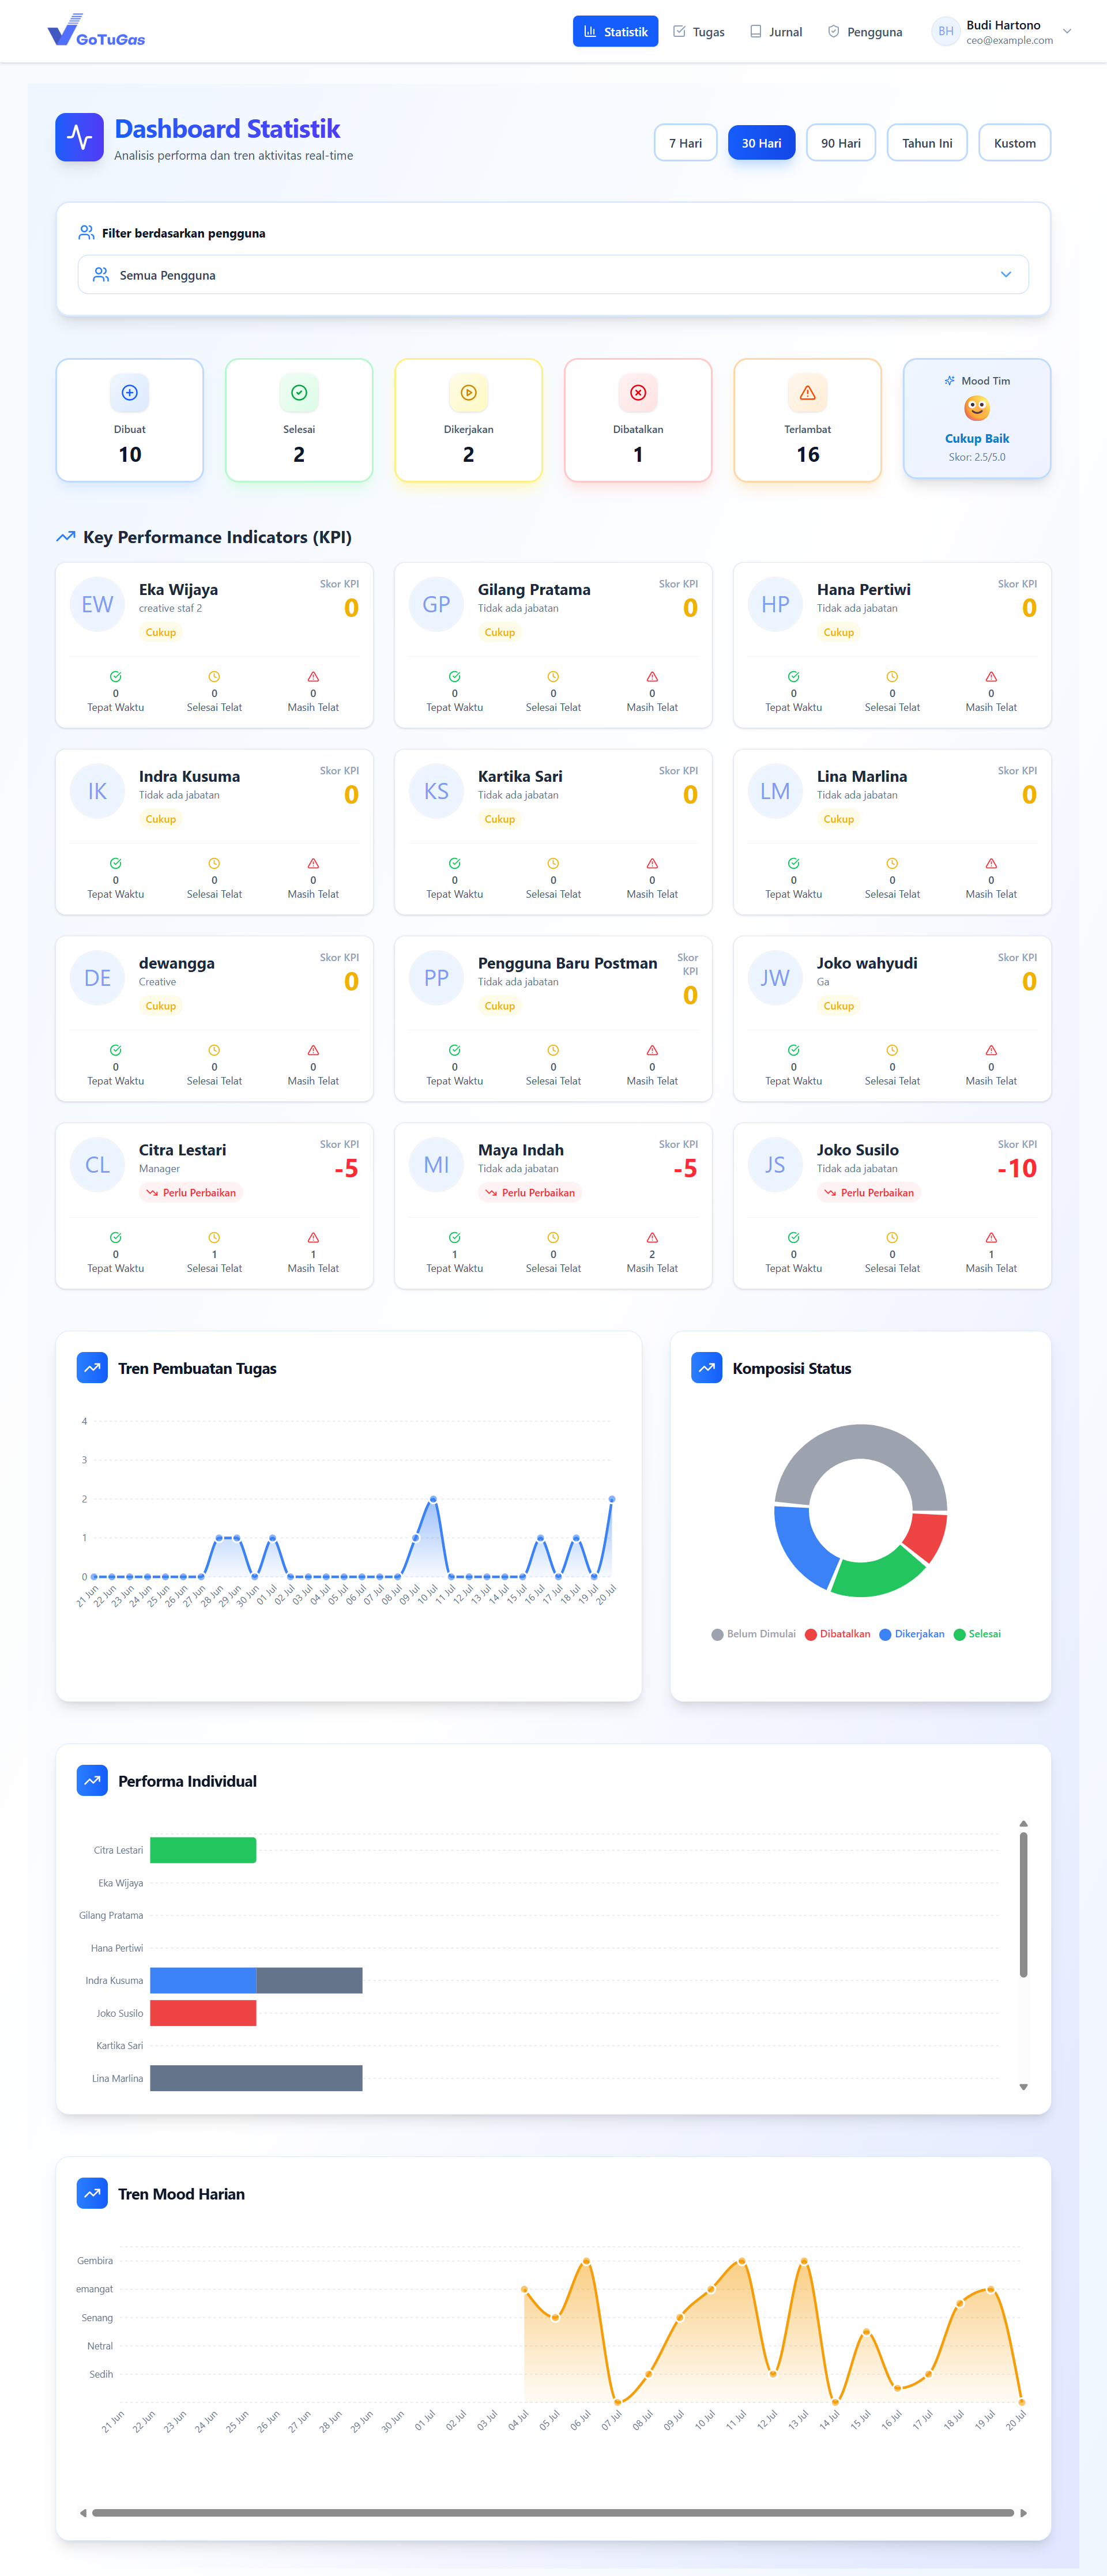 GoTuGas
Statistik
Tugas
Jurnal
Pengguna
BH
Budi Hartono
ceo@example.com
Dashboard Statistik
Analisis performa dan tren aktivitas real-time
7 Hari
30 Hari
90 Hari
Tahun Ini
Kustom
Filter berdasarkan pengguna
Semua Pengguna
Dibuat
10
Selesai
2
Dikerjakan
2
Dibatalkan
1
Terlambat
16
Mood Tim
Cukup Baik
Skor: 2.5/5.0
Key Performance Indicators (KPI)
EW
Eka Wijaya
creative staf 2
Cukup
Skor KPI
0
0
Tepat Waktu
0
Selesai Telat
0
Masih Telat
GP
Gilang Pratama
Tidak ada jabatan
Cukup
Skor KPI
0
0
Tepat Waktu
0
Selesai Telat
0
Masih Telat
HP
Hana Pertiwi
Tidak ada jabatan
Cukup
Skor KPI
0
0
Tepat Waktu
0
Selesai Telat
0
Masih Telat
IK
Indra Kusuma
Tidak ada jabatan
Cukup
Skor KPI
0
0
Tepat Waktu
0
Selesai Telat
0
Masih Telat
KS
Kartika Sari
Tidak ada jabatan
Cukup
Skor KPI
0
0
Tepat Waktu
0
Selesai Telat
0
Masih Telat
LM
Lina Marlina
Tidak ada jabatan
Cukup
Skor KPI
0
0
Tepat Waktu
0
Selesai Telat
0
Masih Telat
DE
dewangga
Creative
Cukup
Skor KPI
0
0
Tepat Waktu
0
Selesai Telat
0
Masih Telat
PP
Pengguna Baru Postman
Tidak ada jabatan
Cukup
Skor
KPI
0
0
Tepat Waktu
0
Selesai Telat
0
Masih Telat
JW
Joko wahyudi
Ga
Cukup
Skor KPI
0
0
Tepat Waktu
0
Selesai Telat
0
Masih Telat
CL
Citra Lestari
Manager
Perlu Perbaikan
Skor KPI
-5
0
Tepat Waktu
1
Selesai Telat
1
Masih Telat
MI
Maya Indah
Tidak ada jabatan
Perlu Perbaikan
Skor KPI
-5
1
Tepat Waktu
0
Selesai Telat
2
Masih Telat
JS
Joko Susilo
Tidak ada jabatan
Perlu Perbaikan
Skor KPI
-10
0
Tepat Waktu
0
Selesai Telat
1
Masih Telat
Tren Pembuatan Tugas
4
3
2
1
0
21 Jun
22 Jun
23 Jun
24 Jun
25 Jun
26 Jun
27 Jun
28 Jun
29 Jun
30 Jun
01 Jul
02 Jul
03 Jul
04 Jul
05 Jul
06 Jul
07 Jul
08 Jul
09 Jul
10 Jul
11 Jul
12 Jul
13 Jul
14 Jul
15 Jul
16 Jul
17 Jul
18 Jul
19 Jul
20 Jul
Komposisi Status
Belum Dimulai
Dibatalkan
Dikerjakan
Selesai
Performa Individual
Citra Lestari
Eka Wijaya
Gilang Pratama
Hana Pertiwi
Indra Kusuma
Joko Susilo
Kartika Sari
Lina Marlina
Tren Mood Harian
Gembira
emangat
Senang
Netral
Sedih
21 Jun
22 Jun
23 Jun
24 Jun
25 Jun
26 Jun
27 Jun
28 Jun
29 Jun
30 Jun
01 Jul
02 Jul
03 Jul
04 Jul
05 Jul
06 Jul
07 Jul
08 Jul
09 Jul
10 Jul
11 Jul
12 Jul
13 Jul
14 Jul
15 Jul
16 Jul
17 Jul
18 Jul
19 Jul
20 Jul